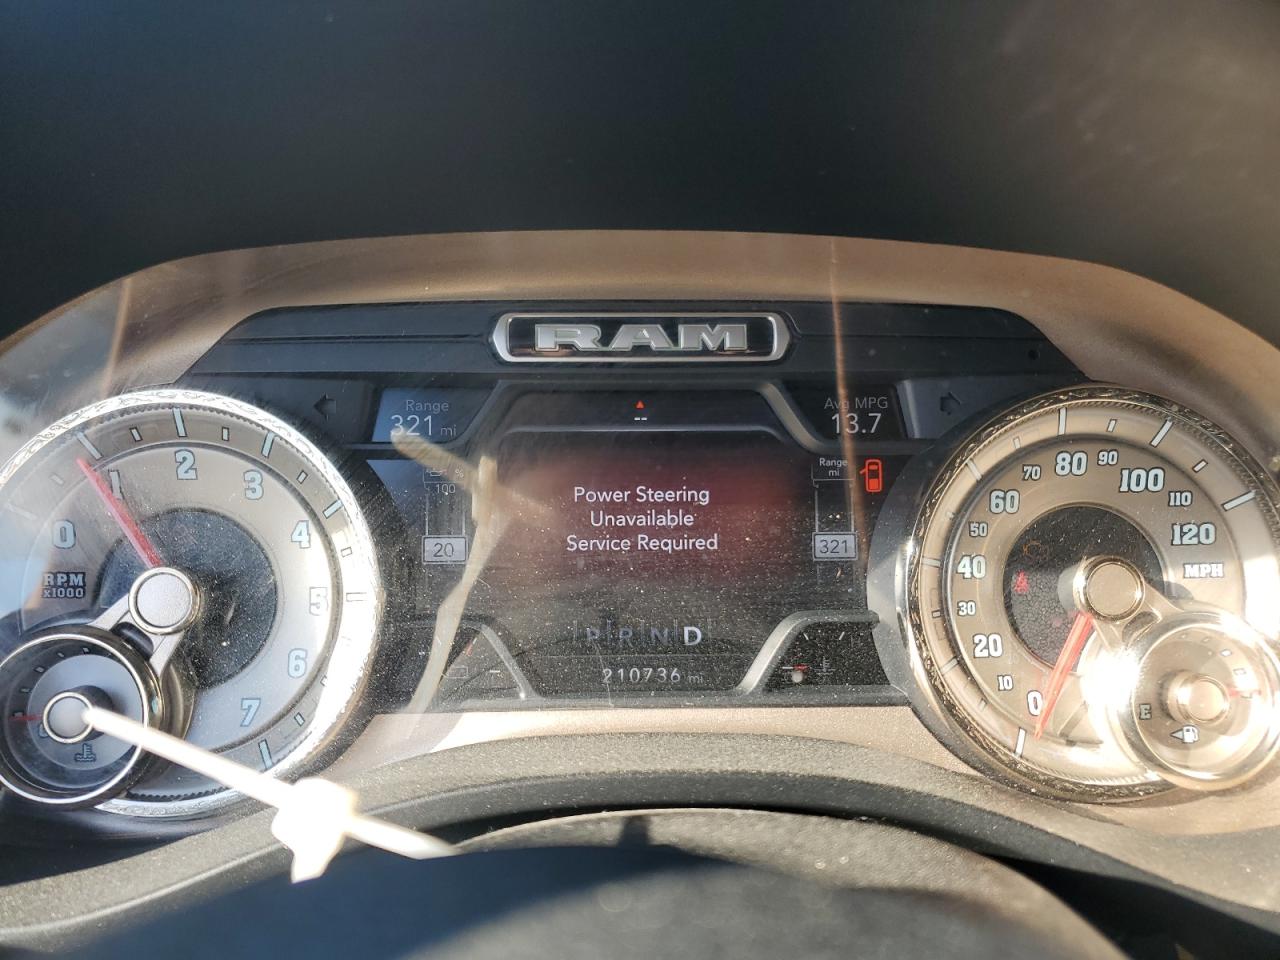 RAM
Range
321 mi
Avg MPG
13.7
--
%
100
20
Range
mi
321
Power Steering
Unavailable
Service Required
P R N D
210736 mi
0 1 2 3 4 5 6 7
RPM
x1000
0 10 20 30 40 50 60 70 80 90 100 110 120
MPH
E